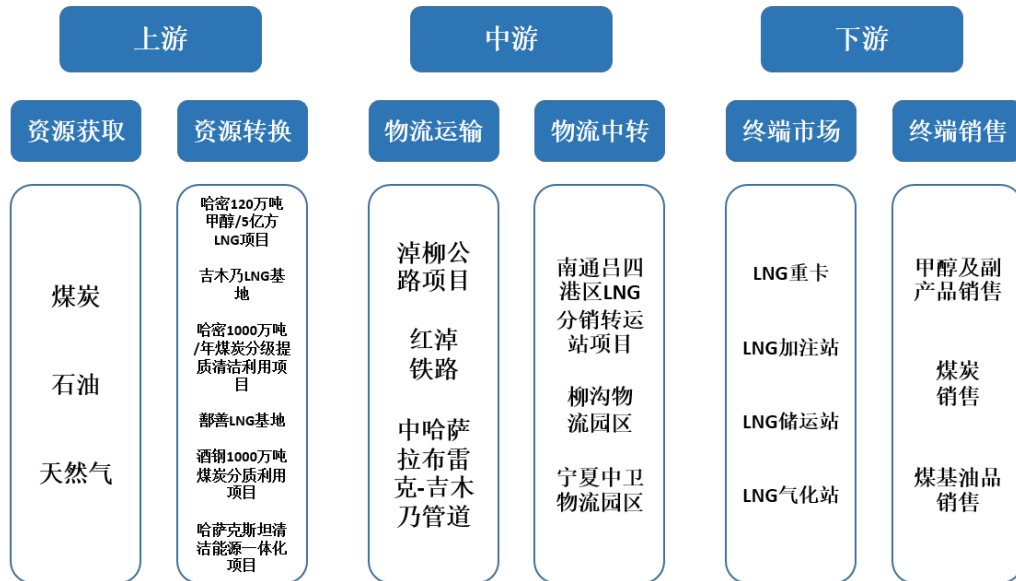 上游
中游
下游
资源获取
资源转换
物流运输
物流中转
终端市场
终端销售
煤炭
石油
天然气
哈密120万吨
甲醇/5亿方
LNG项目
吉木乃LNG基
地
哈密1000万吨
/年煤炭分级提
质清洁利用项
目
鄯善LNG基地
酒钢1000万吨
煤炭分质利用
项目
哈萨克斯坦清
洁能源一体化
项目
淖柳公
路项目
红淖
铁路
中哈萨
拉布雷
克-吉木
乃管道
南通吕四
港区LNG
分销转运
站项目
柳沟物
流园区
宁夏中卫
物流园区
LNG重卡
LNG加注站
LNG储运站
LNG气化站
甲醇及副
产品销售
煤炭
销售
煤基油品
销售